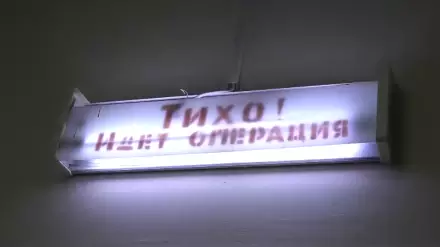 Тихо!
Идет операция